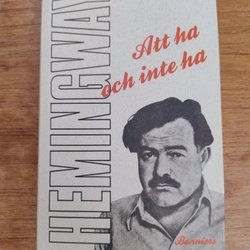 HEMINGWAY
Att ha
och inte ha
Bonniers